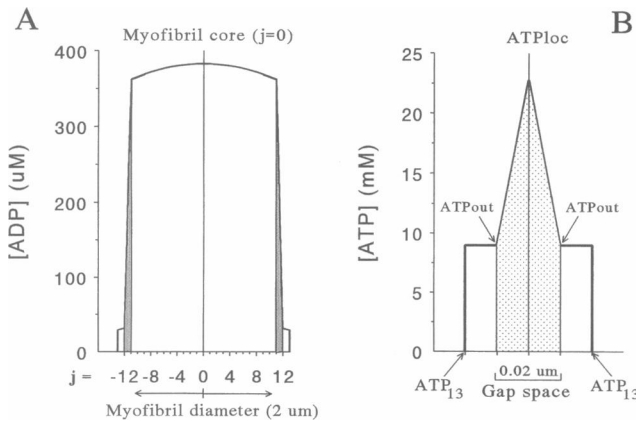 A
Myofibril core (j=0)
[ADP] (uM)
400
300
200
100
0
j = -12 -8 -4 0 4 8 12
Myofibril diameter (2 um)
B
ATPloc
[ATP] (mM)
25
20
15
10
5
0
ATPout
ATPout
ATP13
0.02 um
ATP13
Gap space